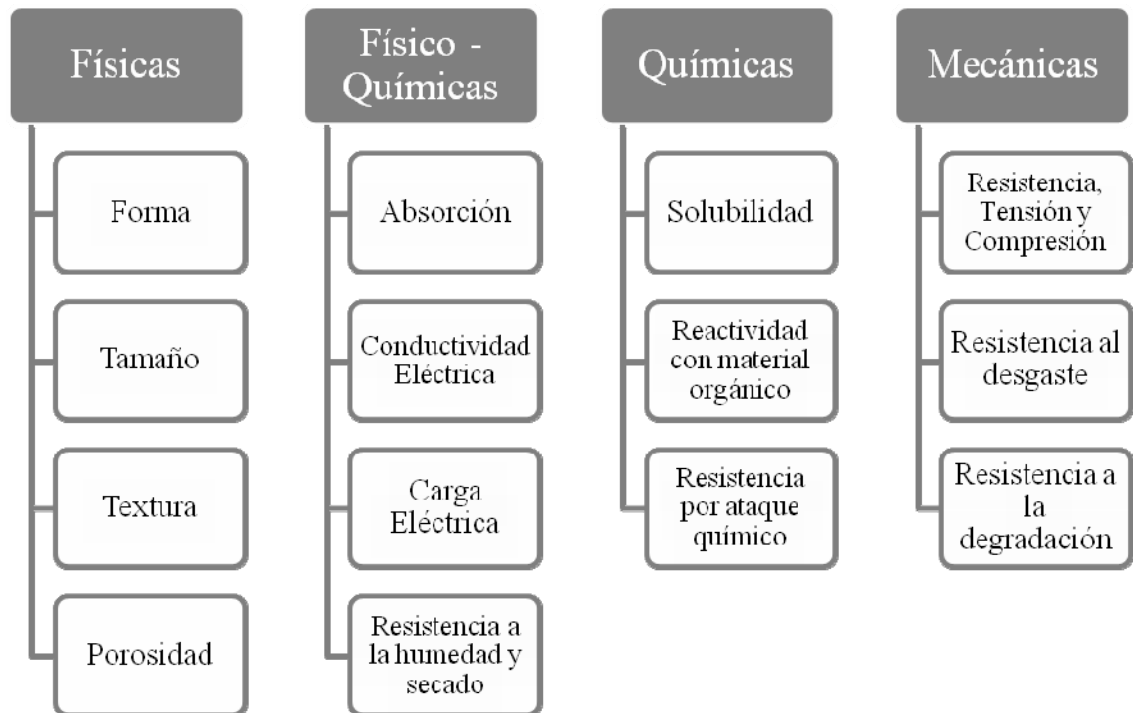 Físicas
Forma
Tamaño
Textura
Porosidad
Físico -
Químicas
Absorción
Conductividad
Eléctrica
Carga
Eléctrica
Resistencia a
la humedad y
secado
Químicas
Solubilidad
Reactividad
con material
orgánico
Resistencia
por ataque
químico
Mecánicas
Resistencia,
Tensión y
Compresión
Resistencia al
desgaste
Resistencia a
la
degradación